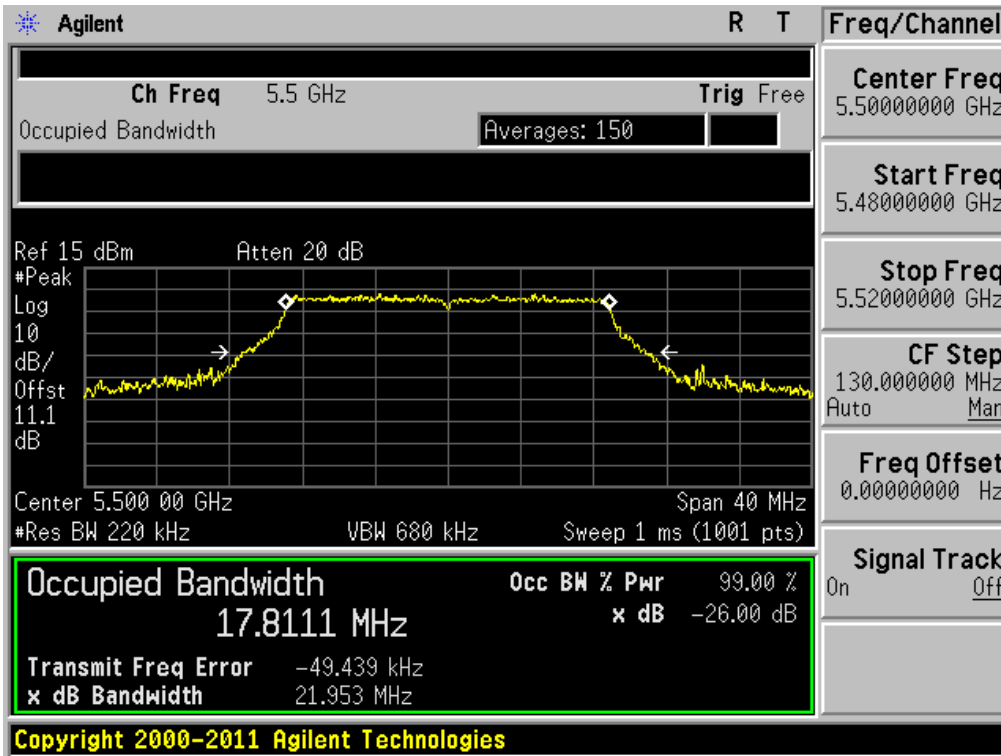 Agilent R T
Freq/Channel
Ch Freq 5.5 GHz Trig Free
Occupied Bandwidth Averages: 150
Center Freq
5.50000000 GHz
Start Freq
5.48000000 GHz
Stop Freq
5.52000000 GHz
CF Step
130.000000 MHz
Auto Man
Freq Offset
0.00000000 Hz
Signal Track
On Off
Ref 15 dBm Atten 20 dB
#Peak
Log
10
dB/
Offst
11.1
dB
Center 5.500 00 GHz Span 40 MHz
#Res BW 220 kHz VBW 680 kHz Sweep 1 ms (1001 pts)
Occupied Bandwidth Occ BW % Pwr 99.00 %
17.8111 MHz x dB -26.00 dB
Transmit Freq Error -49.439 kHz
x dB Bandwidth 21.953 MHz
Copyright 2000-2011 Agilent Technologies